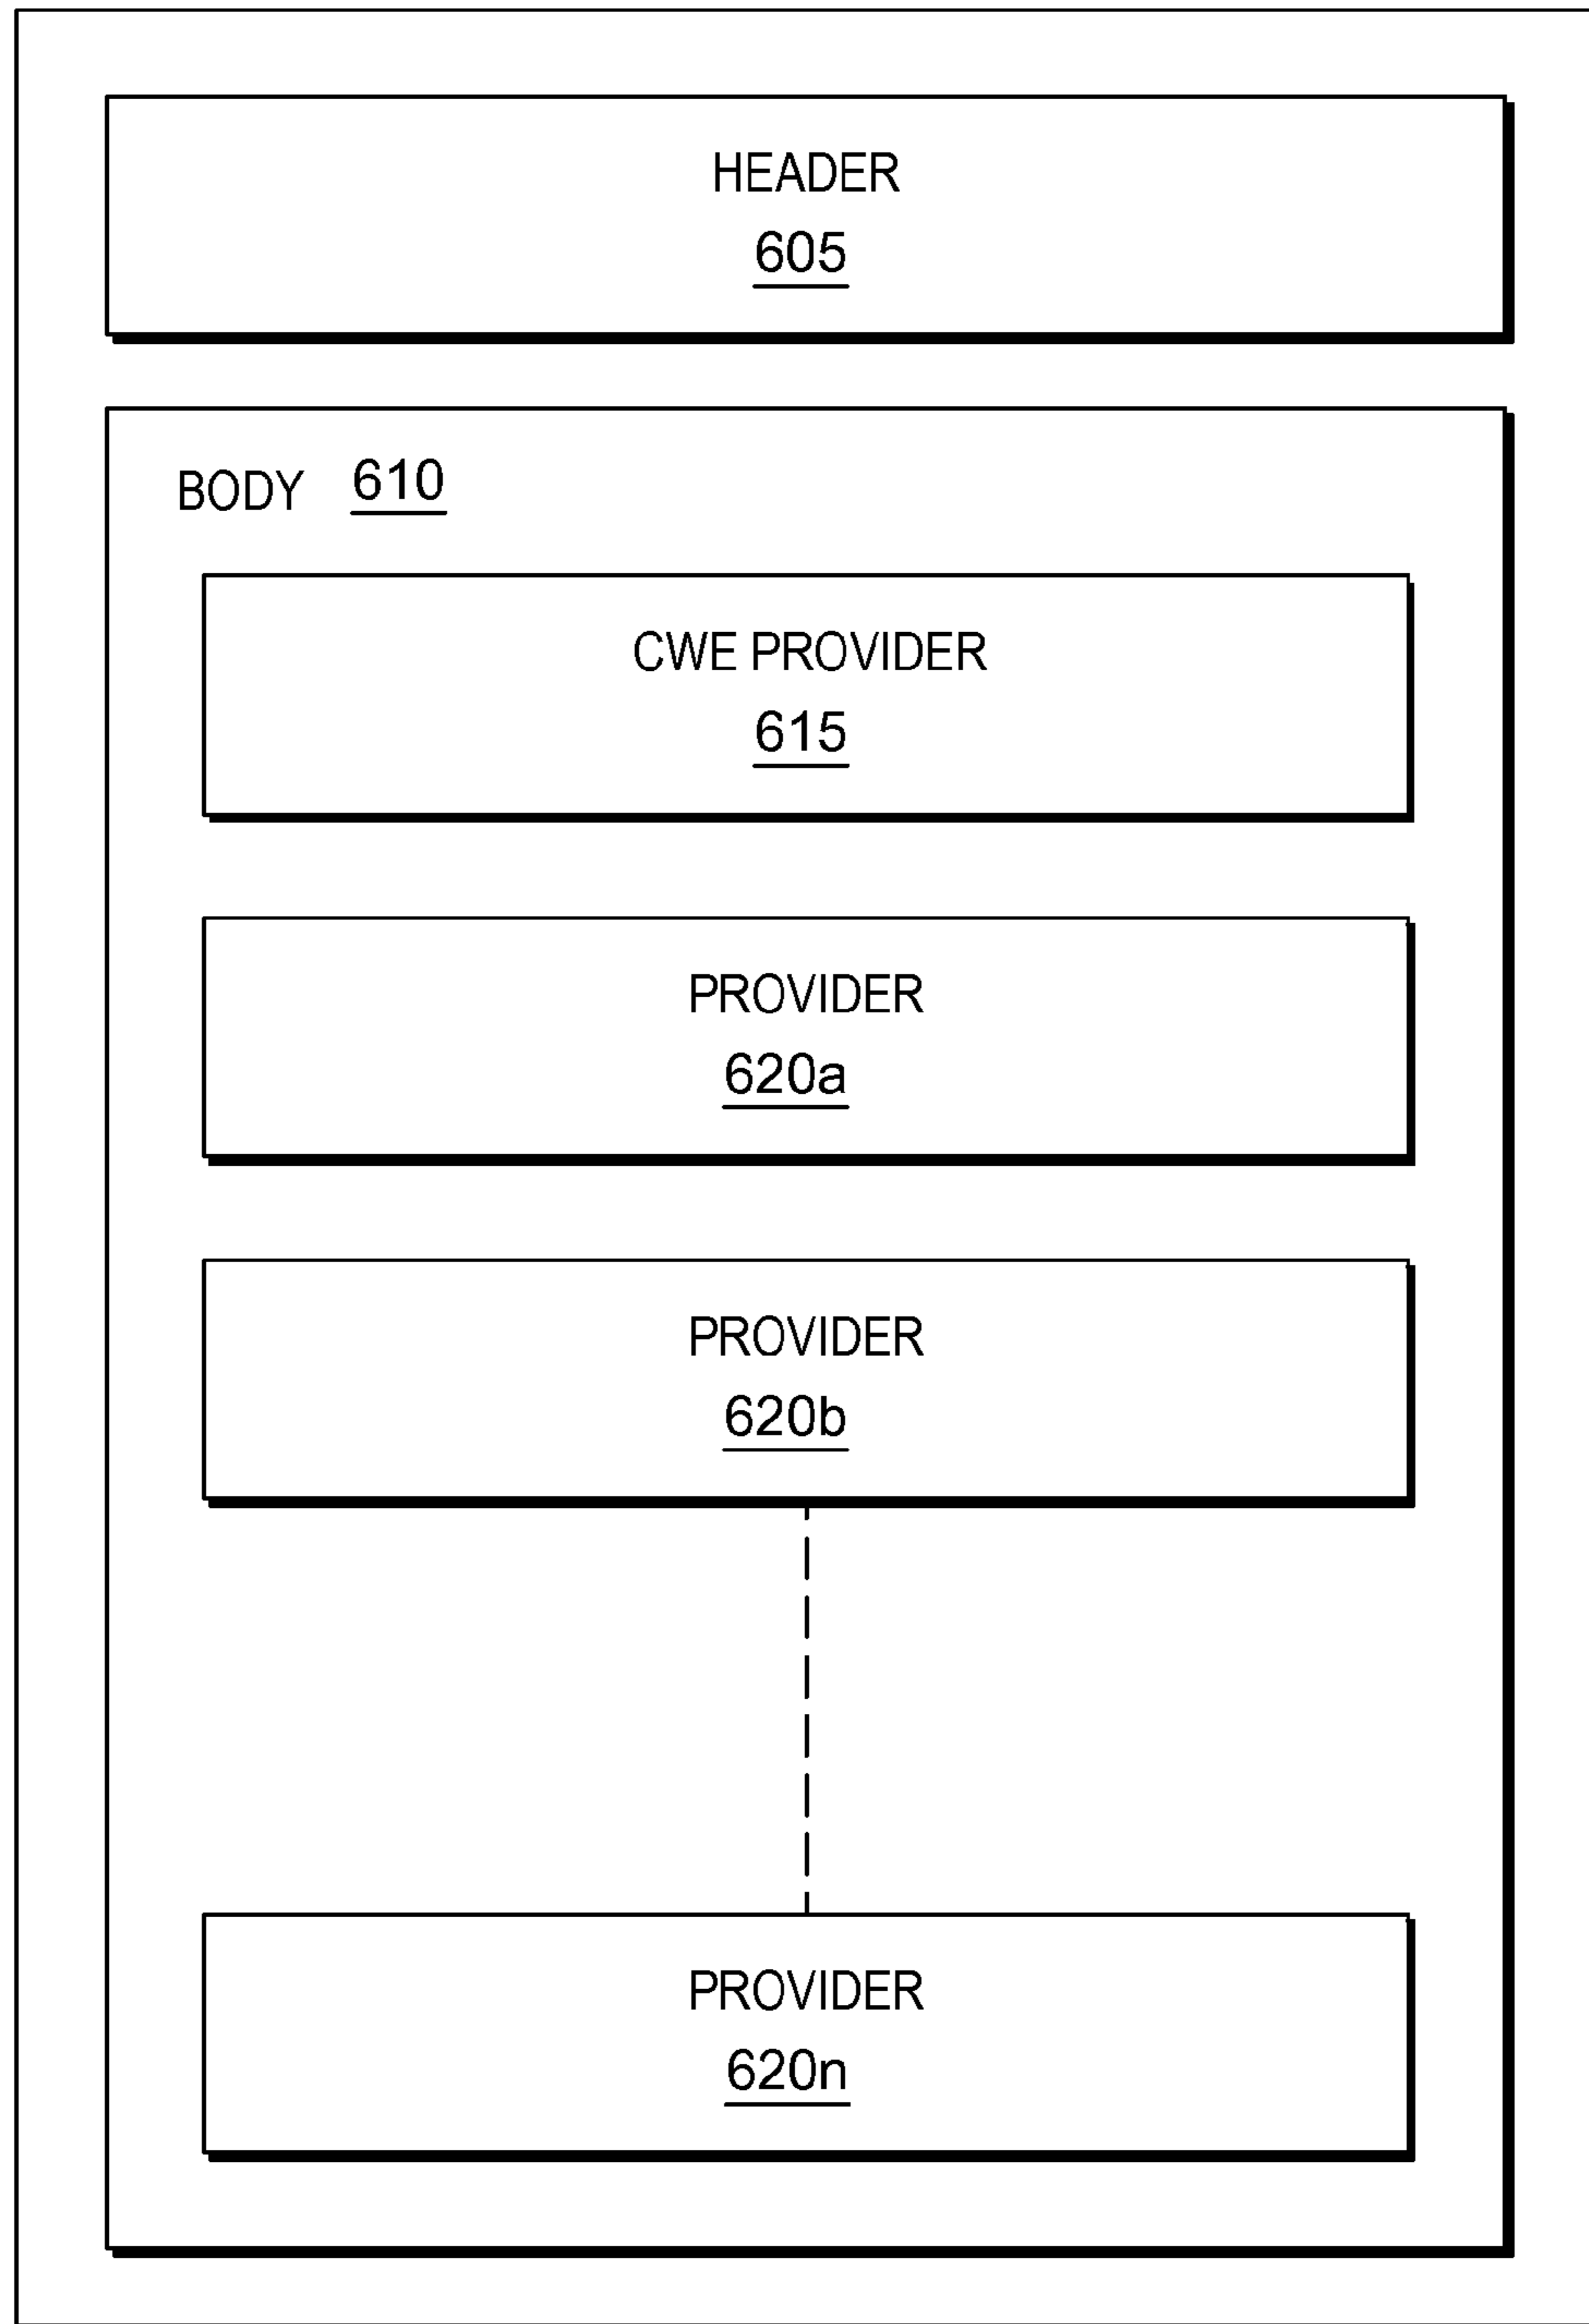 HEADER
605
BODY 610
CWE PROVIDER
615
PROVIDER
620a
PROVIDER
620b
PROVIDER
620n